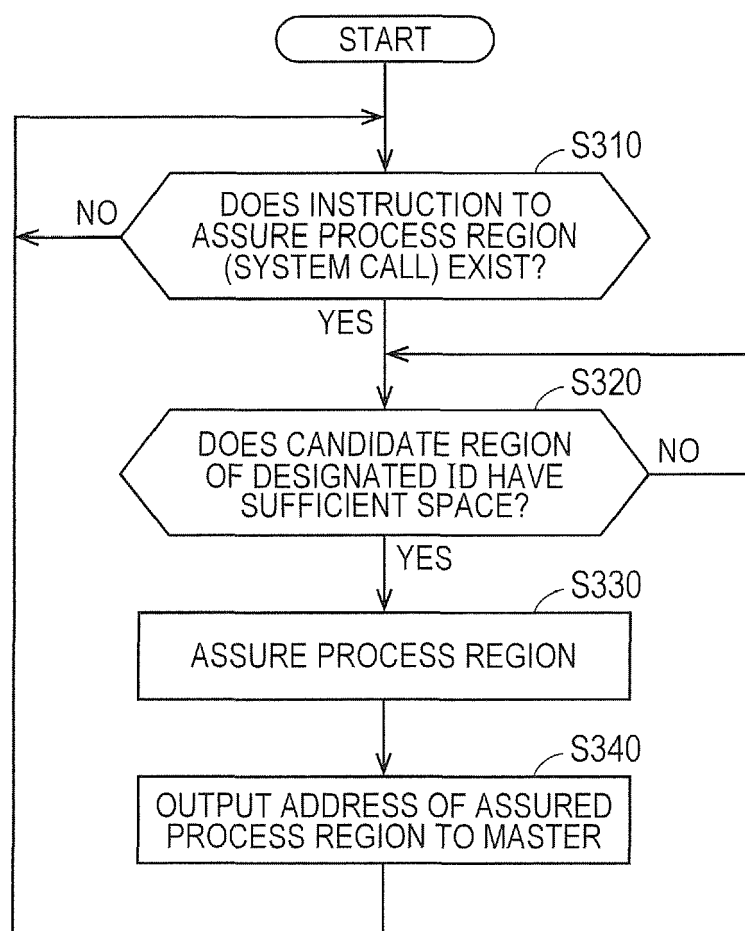 START
S310
NO
DOES INSTRUCTION TO
ASSURE PROCESS REGION
(SYSTEM CALL) EXIST?
YES
S320
DOES CANDIDATE REGION
OF DESIGNATED ID HAVE
SUFFICIENT SPACE?
NO
YES
S330
ASSURE PROCESS REGION
S340
OUTPUT ADDRESS OF ASSURED
PROCESS REGION TO MASTER